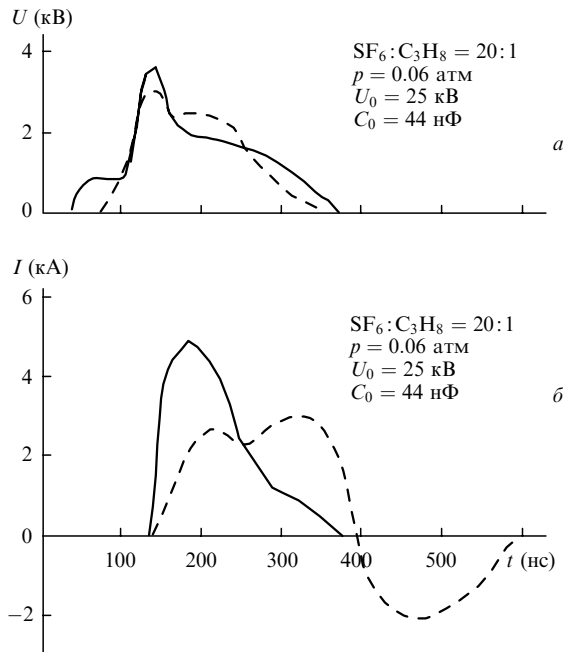 U (кВ)
4
SF₆:C₃H₈ = 20:1
p = 0.06 атм
U₀ = 25 кВ
2
C₀ = 44 нФ
а
0
I (кА)
6
SF₆:C₃H₈ = 20:1
p = 0.06 атм
4
U₀ = 25 кВ
C₀ = 44 нФ
б
2
0
100 200 300 400 500 t (нс)
−2